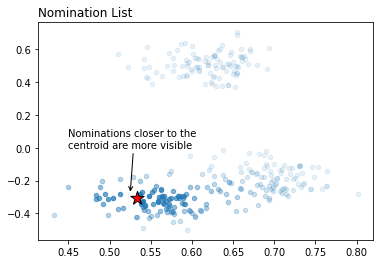 Nomination List
0.6
0.4
0.2
0.0
−0.2
−0.4
Nominations closer to the
centroid are more visible
0.45 0.50 0.55 0.60 0.65 0.70 0.75 0.80